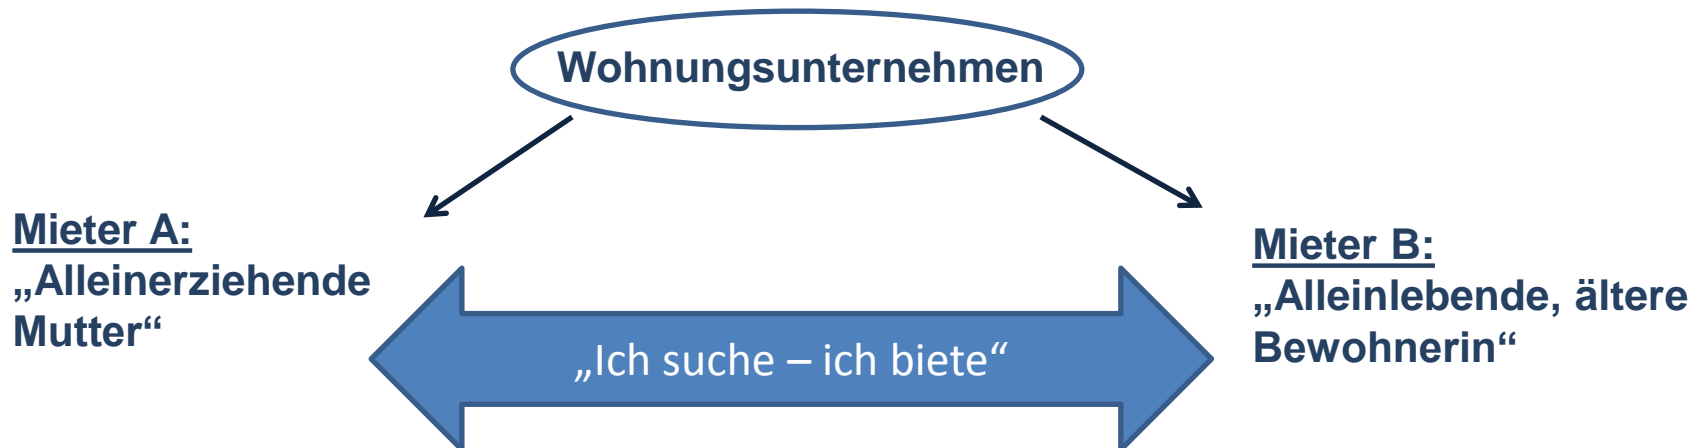 Wohnungsunternehmen
Mieter A:
„Alleinerziehende
Mutter“
Mieter B:
„Alleinlebende, ältere
Bewohnerin“
„Ich suche – ich biete“